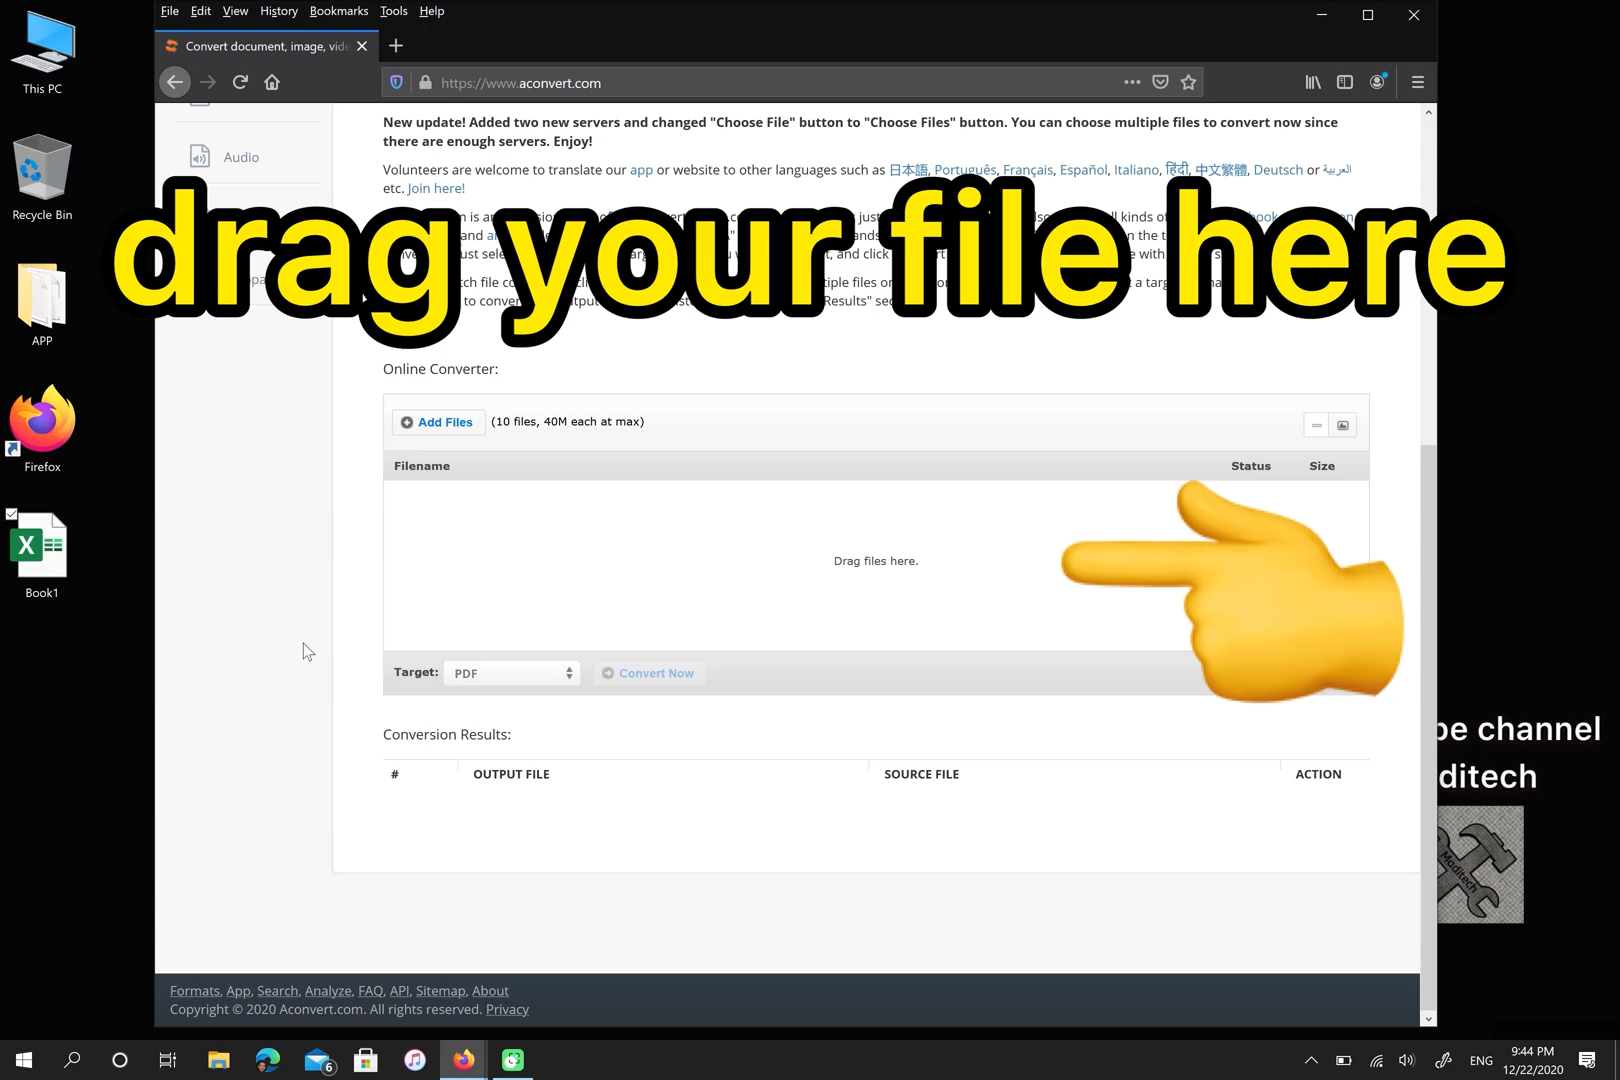 File Edit View History Bookmarks Tools Help
Convert document, image, vide
https://www.aconvert.com
This PC
Recycle Bin
APP
Firefox
Book1
Audio
New update! Added two new servers and changed "Choose File" button to "Choose Files" button. You can choose multiple files to convert now since
there are enough servers. Enjoy!
Volunteers are welcome to translate our app or website to other languages such as 日本語, Português, Français, Español, Italiano, हिंदी, 中文繁體, Deutsch or العربية
etc. Join here!
drag your file here
Online Converter:
Add Files (10 files, 40M each at max)
Filename Status Size
Drag files here.
Target: PDF Convert Now
Conversion Results:
# OUTPUT FILE SOURCE FILE ACTION
channel
ditech
Maditech
Formats, App, Search, Analyze, FAQ, API, Sitemap, About
Copyright © 2020 Aconvert.com. All rights reserved. Privacy
6
ENG
9:44 PM
12/22/2020